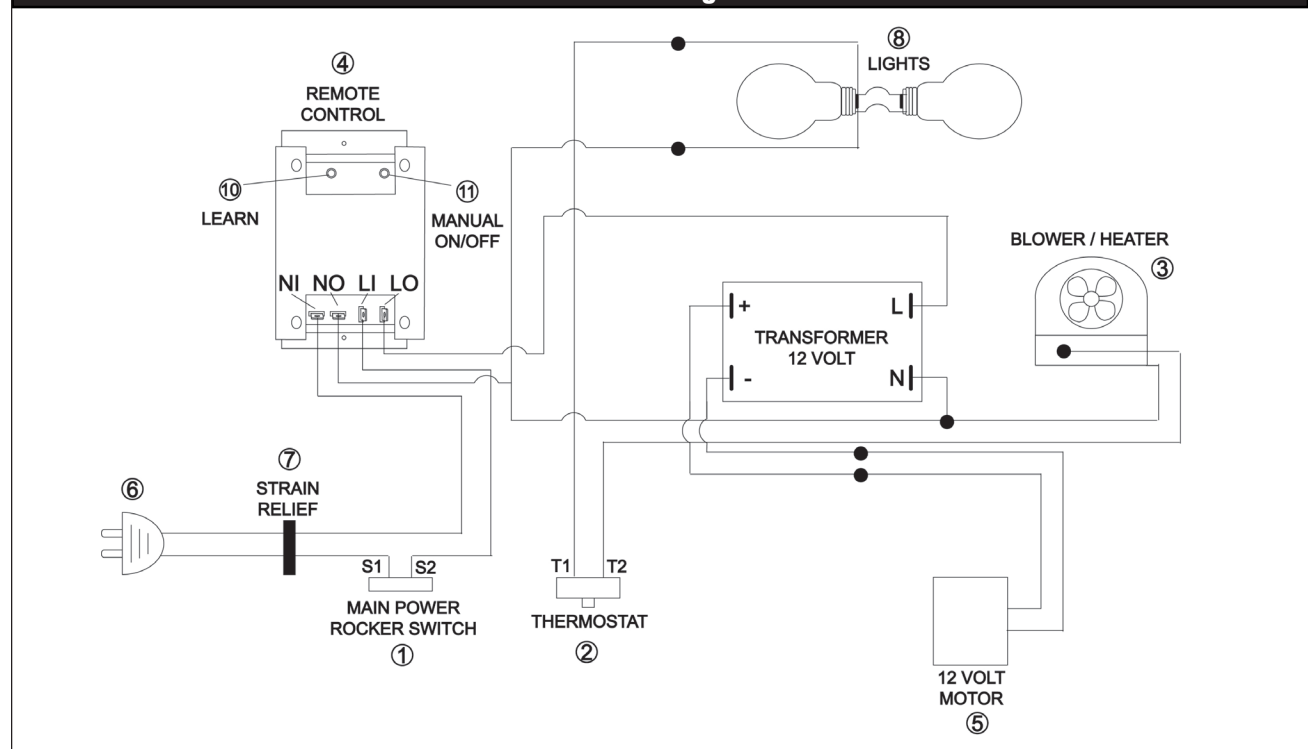 ④
REMOTE
CONTROL
⑧
LIGHTS
⑩
LEARN
⑪
MANUAL
ON/OFF
NI NO LI LO
BLOWER / HEATER
③
+ L
TRANSFORMER
12 VOLT
- N
⑦
STRAIN
RELIEF
⑥
S1 S2
MAIN POWER
ROCKER SWITCH
①
T1 T2
THERMOSTAT
②
12 VOLT
MOTOR
⑤